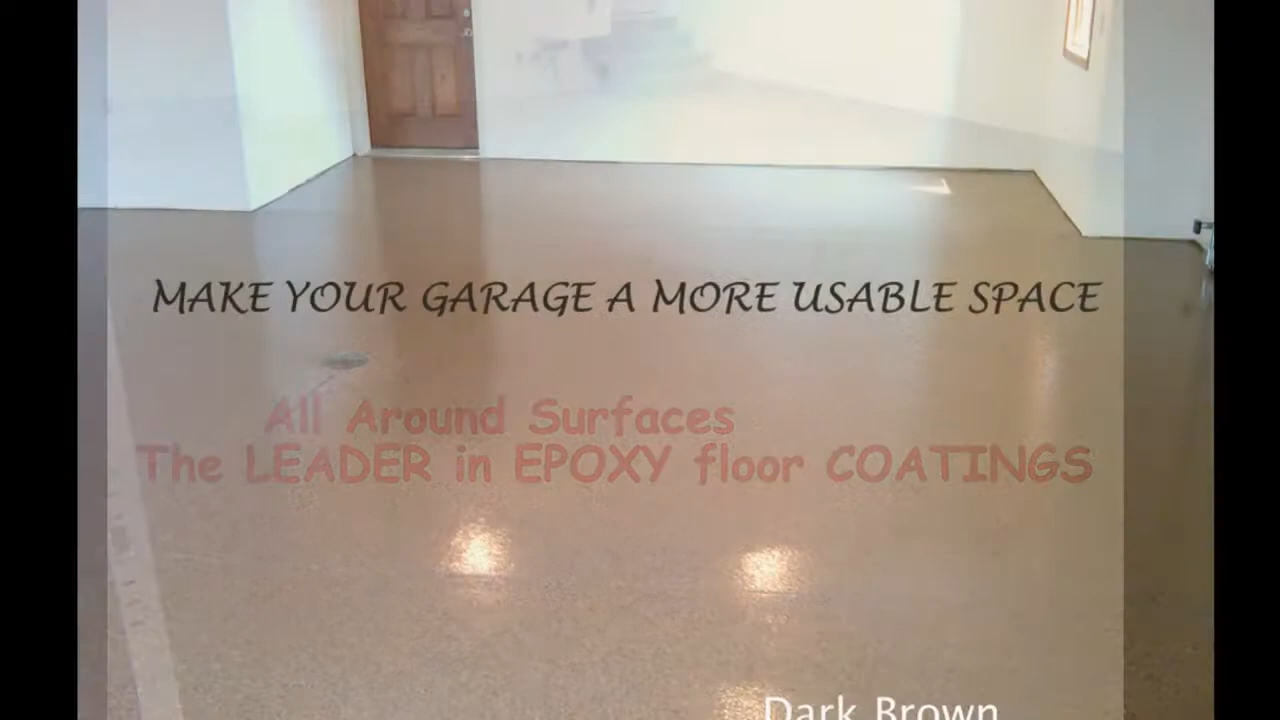 MAKE YOUR GARAGE A MORE USABLE SPACE
All Around Surfaces
The LEADER in EPOXY floor COATINGS
Dark Brown